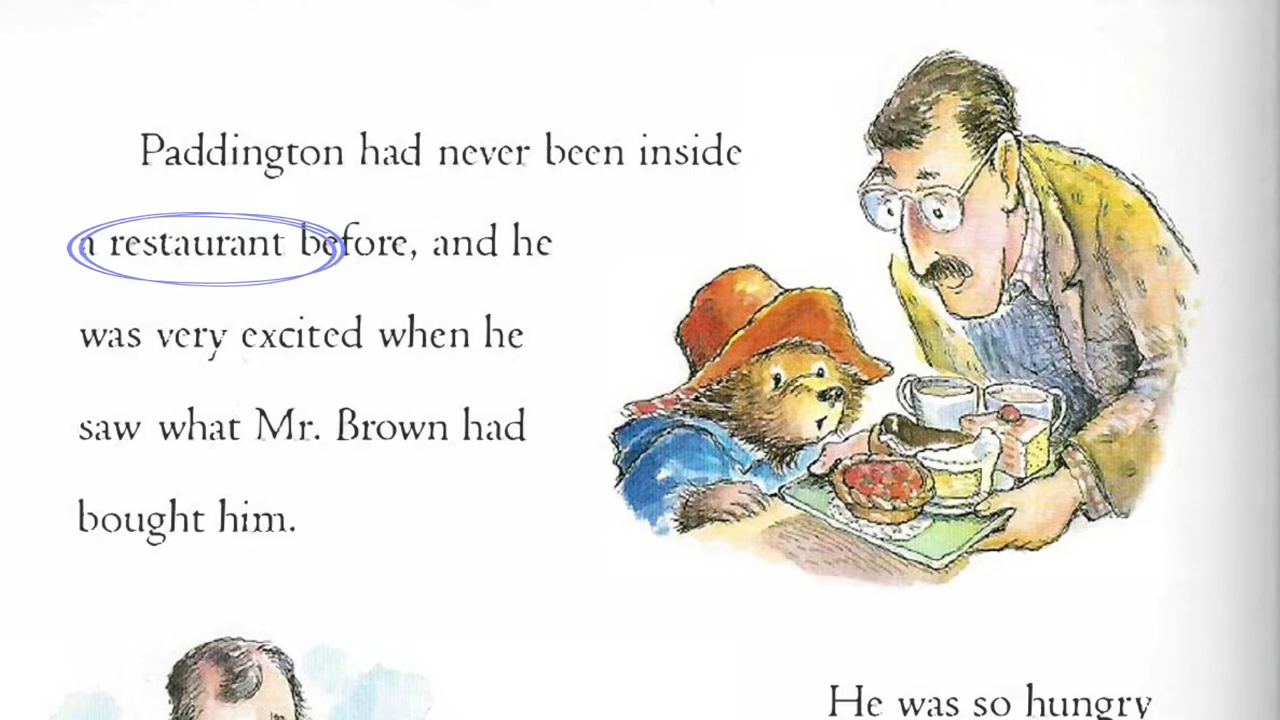 Paddington had never been inside
a restaurant before, and he
was very excited when he
saw what Mr. Brown had
bought him.
He was so hungry